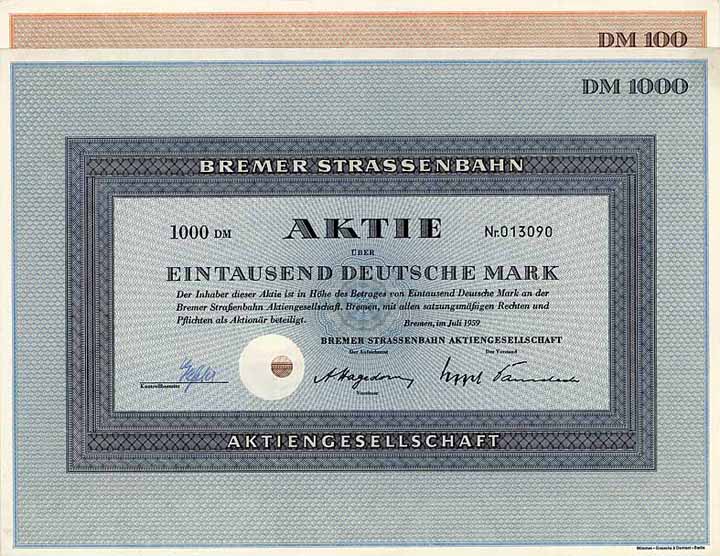 DM 100
DM 1000
BREMER STRASSENBAHN
1000 DM AKTIE Nr. 013090
ÜBER
EINTAUSEND DEUTSCHE MARK
Der Inhaber dieser Aktie ist in Höhe des Betrages von Eintausend Deutsche Mark an der
Bremer Straßenbahn Aktiengesellschaft, Bremen, mit allen satzungsmäßigen Rechten und
Pflichten als Aktionär beteiligt.
Bremen, im Juli 1959
BREMER STRASSENBAHN AKTIENGESELLSCHAFT
Der Aufsichtsrat Der Vorstand
Kontrollbeamter
AHagedorn
Vorsitzer
AKTIENGESELLSCHAFT